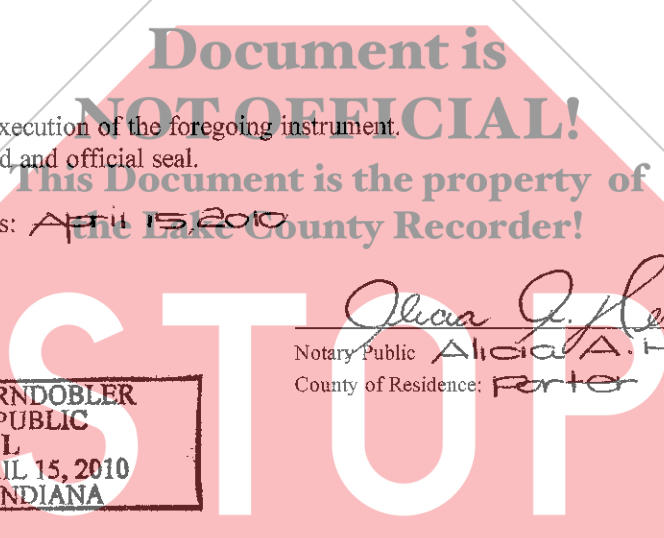 Document is
NOT OFFICIAL!
xecution of the foregoing instrument.
d and official seal.
This Document is the property of
the Lake County Recorder!
s: April 15, 2010
STOP
Alicia A.
Notary Public Alicia A. H
County of Residence: Porter
RNDOBLER
PUBLIC
L
IL 15, 2010
NDIANA